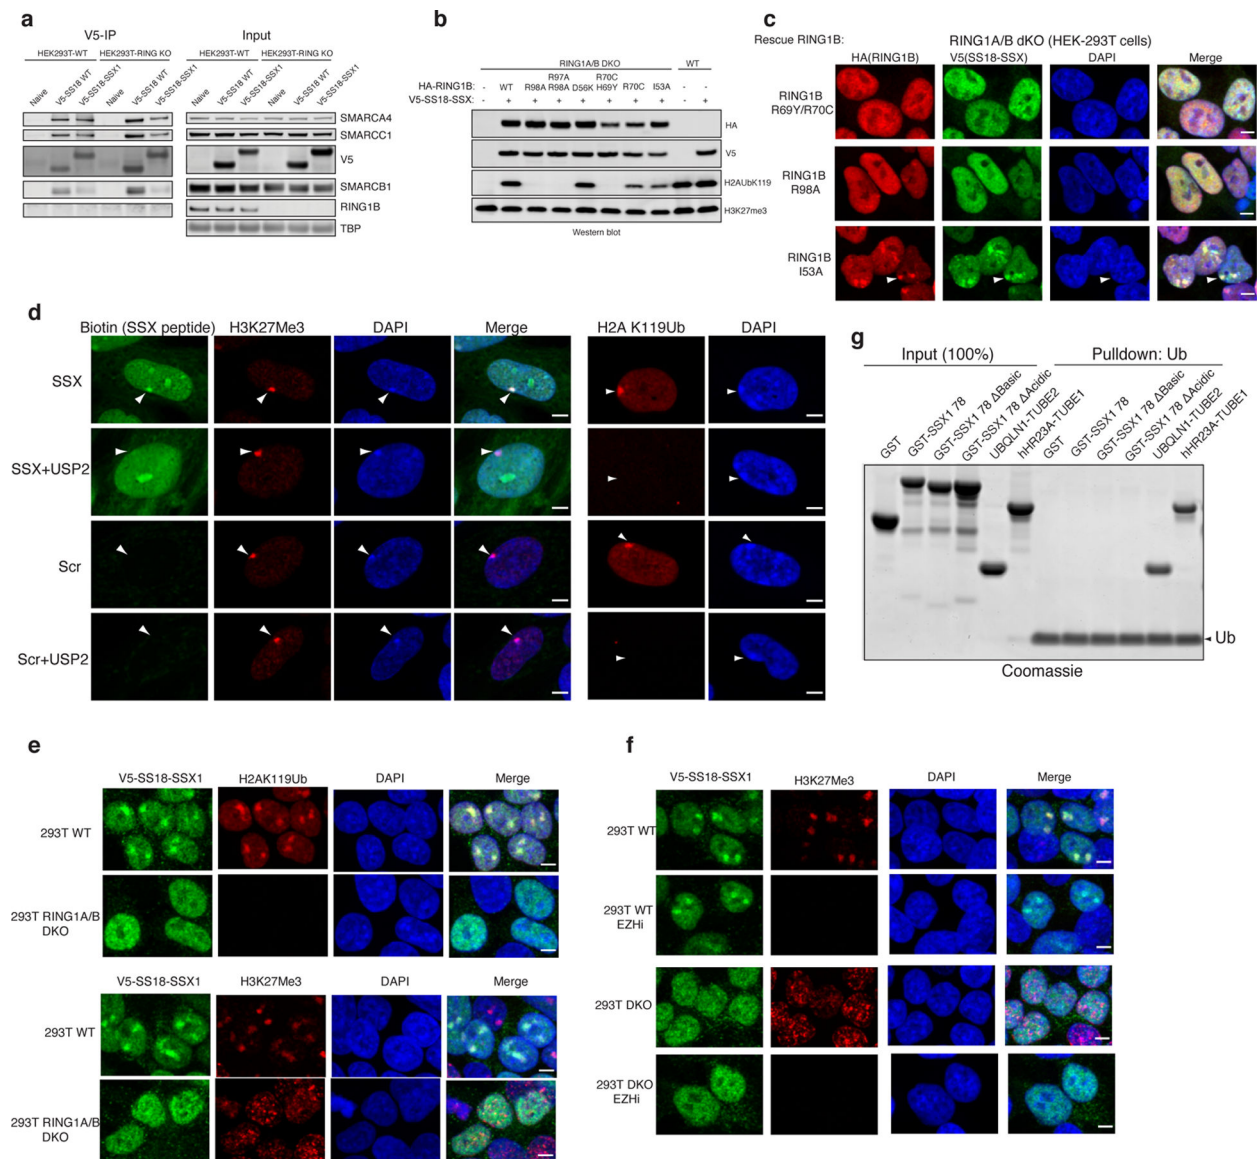 a
V5-IP
Input
HEK293T-WT
HEK293T-RING KO
HEK293T-WT
HEK293T-RING KO
Naive
V5-SS18 WT
V5-SS18-SSX1
Naive
V5-SS18 WT
V5-SS18-SSX1
Naive
V5-SS18 WT
V5-SS18-SSX1
Naive
V5-SS18 WT
V5-SS18-SSX1
SMARCA4
SMARCC1
V5
SMARCB1
RING1B
TBP
b
RING1A/B DKO
WT
R97A R70C
HA-RING1B: - WT R98A R98A D56K H69Y R70C I53A - -
V5-SS18-SSX: - + + + + + + + - +
HA
V5
H2AUbK119
H3K27me3
Western blot
c
Rescue RING1B:
RING1A/B dKO (HEK-293T cells)
HA(RING1B)
V5(SS18-SSX)
DAPI
Merge
RING1B
R69Y/R70C
RING1B
R98A
RING1B
I53A
d
Biotin (SSX peptide)
H3K27Me3
DAPI
Merge
H2A K119Ub
DAPI
SSX
SSX+USP2
Scr
Scr+USP2
g
Input (100%)
Pulldown: Ub
GST
GST-SSX1 78
GST-SSX1 78 ΔBasic
GST-SSX1 78 ΔAcidic
UBQLN1-TUBE2
hHR23A-TUBE1
GST
GST-SSX1 78
GST-SSX1 78 ΔBasic
GST-SSX1 78 ΔAcidic
UBQLN1-TUBE2
hHR23A-TUBE1
Ub
Coomassie
e
V5-SS18-SSX1
H2AK119Ub
DAPI
Merge
293T WT
293T RING1A/B
DKO
V5-SS18-SSX1
H3K27Me3
DAPI
Merge
293T WT
293T RING1A/B
DKO
f
V5-SS18-SSX1
H3K27Me3
DAPI
Merge
293T WT
293T WT
EZHi
293T DKO
293T DKO
EZHi